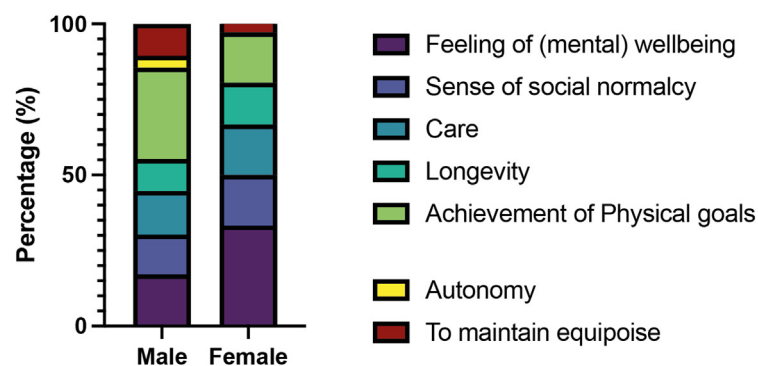 100
50
0
Percentage (%)
Male
Female
Feeling of (mental) wellbeing
Sense of social normalcy
Care
Longevity
Achievement of Physical goals
Autonomy
To maintain equipoise